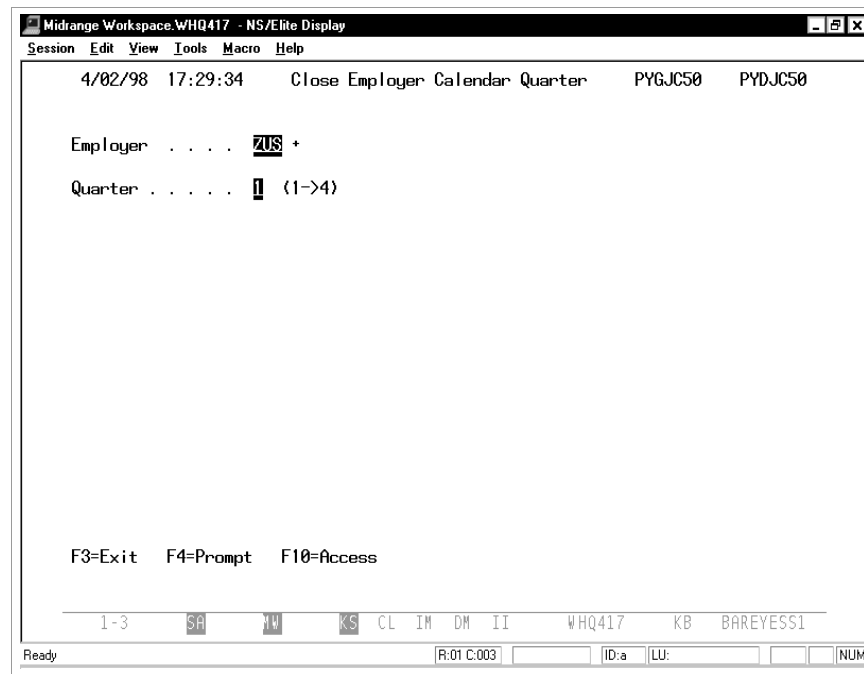 Midrange Workspace.WHQ417 - NS/Elite Display
Session Edit View Tools Macro Help
4/02/98 17:29:34 Close Employer Calendar Quarter PYGJC50 PYDJC50
Employer . . . . ZUS +
Quarter . . . . . 1 (1->4)
F3=Exit F4=Prompt F10=Access
1-3 SA MW KS CL IM DM II WHQ417 KB BAREYESS1
Ready R:01 C:003 ID:a LU: NUM